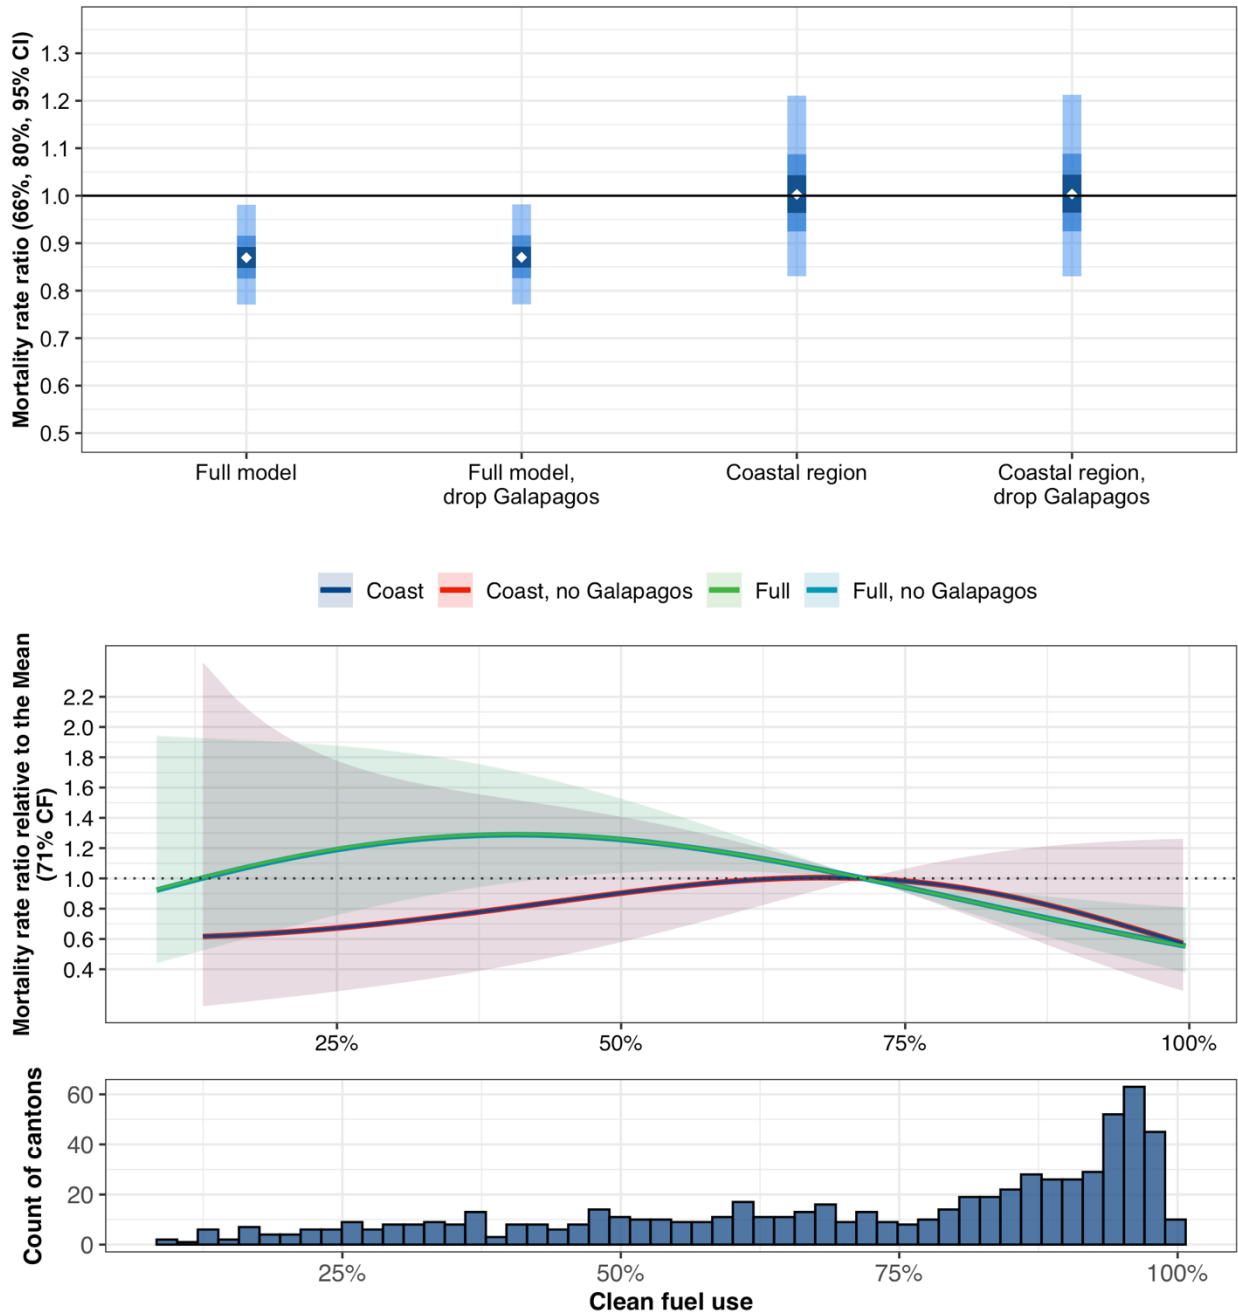 Mortality rate ratio (66%, 80%, 95% CI)
1.3
1.2
1.1
1.0
0.9
0.8
0.7
0.6
0.5
Full model
Full model,
drop Galapagos
Coastal region
Coastal region,
drop Galapagos
Coast
Coast, no Galapagos
Full
Full, no Galapagos
Mortality rate ratio relative to the Mean
(71% CF)
2.2
2.0
1.8
1.6
1.4
1.2
1.0
0.8
0.6
0.4
25%
50%
75%
100%
Count of cantons
60
40
20
0
25%
50%
75%
100%
Clean fuel use